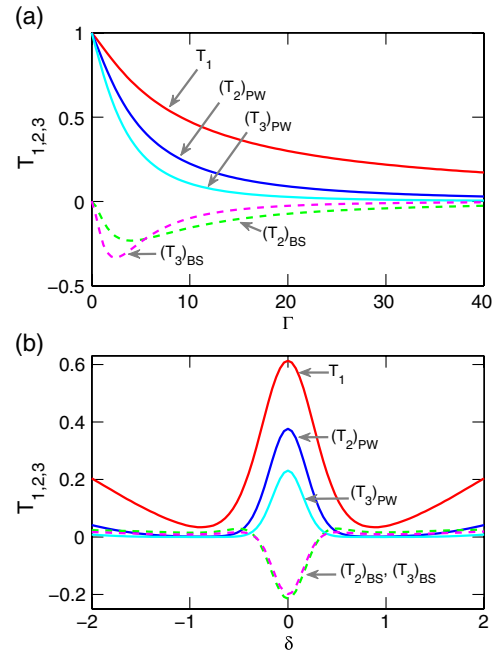 (a)
T1,2,3
1
0.5
0
−0.5
T1
(T2)PW
(T3)PW
(T2)BS
(T3)BS
0 10 20 30 40
Γ
(b)
T1,2,3
0.6
0.4
0.2
0
−0.2
T1
(T2)PW
(T3)PW
(T2)BS, (T3)BS
−2 −1 0 1 2
δ